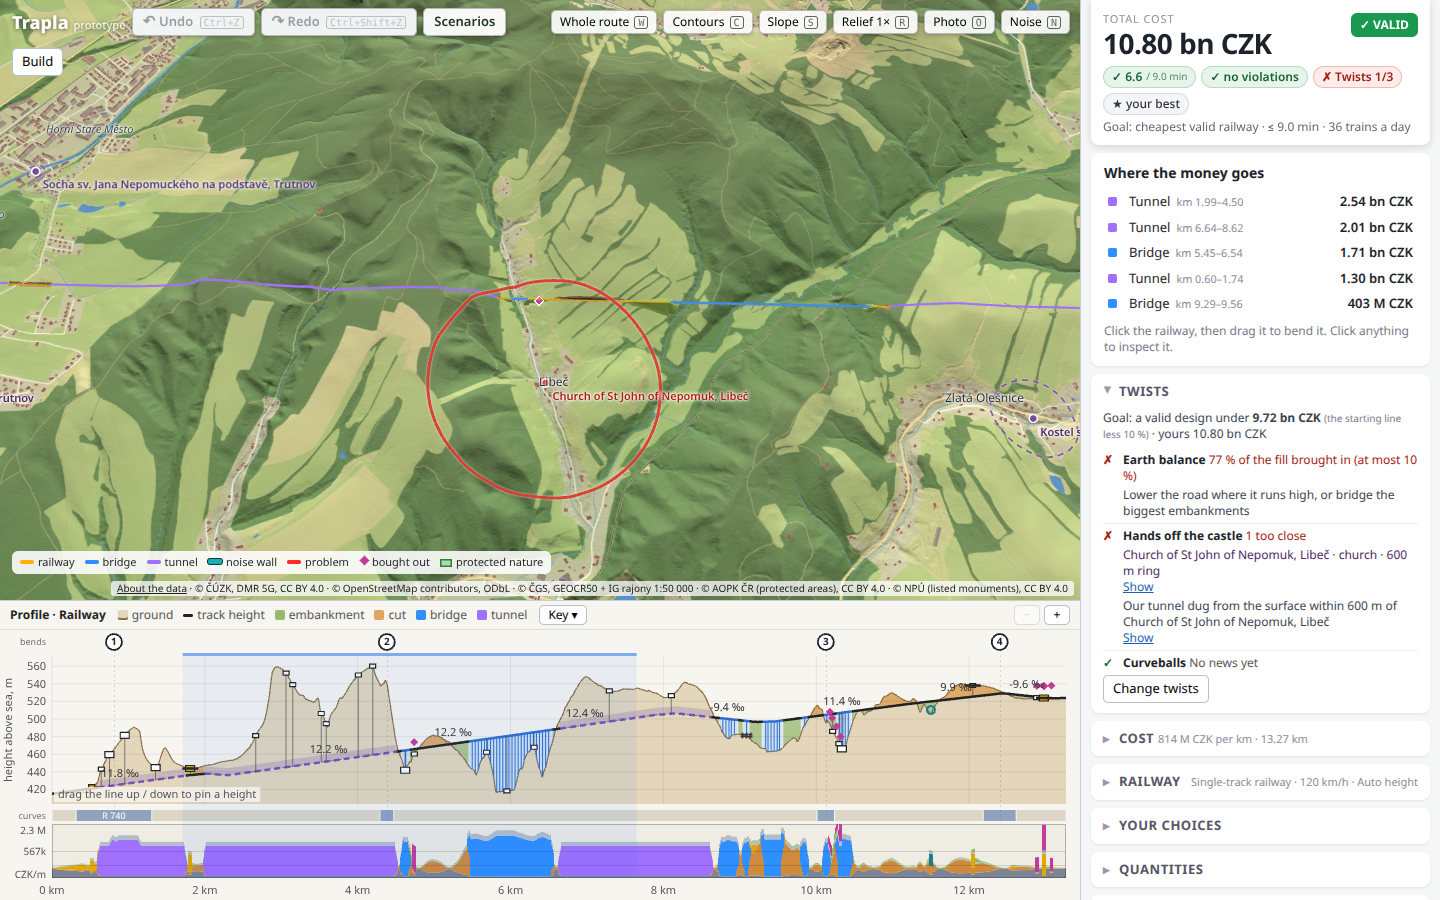 Trapla prototype
↶ Undo Ctrl+Z
↷ Redo Ctrl+Shift+Z
Scenarios
Whole route W
Contours C
Slope S
Relief 1× R
Photo O
Noise N
Build
Horní Staré Město
Socha sv. Jana Nepomuckého na podstavě, Trutnov
Libeč
Church of St John of Nepomuk, Libeč
Zlatá Olešnice
Kostel s
rutnov
railway bridge tunnel noise wall problem bought out protected nature
About the data · © ČÚZK, DMR 5G, CC BY 4.0 · © OpenStreetMap contributors, ODbL · © ČGS, GEOCR50 + IG rajony 1:50 000 · © AOPK ČR (protected areas), CC BY 4.0 · © NPÚ (listed monuments), CC BY 4.0
Profile · Railway ground track height embankment cut bridge tunnel Key ▾ − +
bends 1 2 3 4
height above sea, m
560
540
520
500
480
460
440
420
11.8 ‰
12.2 ‰
12.2 ‰
12.4 ‰
-9.4 ‰
11.4 ‰
9.9 ‰
drag the line up / down to pin a height
curves R 740
2.3 M
567k
CZK/m
0 km 2 km 4 km 6 km 8 km 10 km 12 km
TOTAL COST
✓ VALID
10.80 bn CZK
✓ 6.6 / 9.0 min
✓ no violations
✗ Twists 1/3
★ your best
Goal: cheapest valid railway · ≤ 9.0 min · 36 trains a day
Where the money goes
Tunnel km 1.99–4.50 2.54 bn CZK
Tunnel km 6.64–8.62 2.01 bn CZK
Bridge km 5.45–6.54 1.71 bn CZK
Tunnel km 0.60–1.74 1.30 bn CZK
Bridge km 9.29–9.56 403 M CZK
Click the railway, then drag it to bend it. Click anything
to inspect it.
▼ TWISTS
Goal: a valid design under 9.72 bn CZK (the starting line
less 10 %) · yours 10.80 bn CZK
✗ Earth balance 77 % of the fill brought in (at most 10
%)
Lower the road where it runs high, or bridge the
biggest embankments
✗ Hands off the castle 1 too close
Church of St John of Nepomuk, Libeč · church · 600
m ring
Show
Our tunnel dug from the surface within 600 m of
Church of St John of Nepomuk, Libeč
Show
✓ Curveballs No news yet
Change twists
▶ COST 814 M CZK per km · 13.27 km
▶ RAILWAY Single-track railway · 120 km/h · Auto height
▶ YOUR CHOICES
▶ QUANTITIES